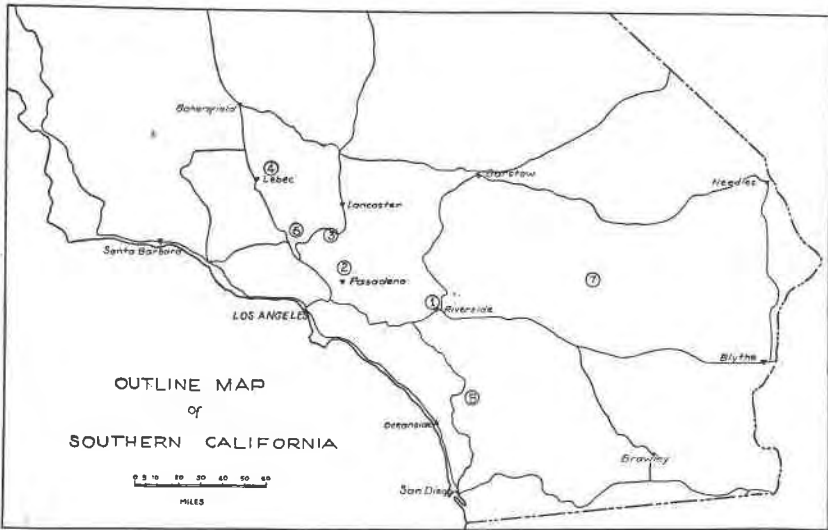 Bakersfield
④
Lebec
Barstow
Needles
Lancaster
⑥
③
Santa Barbara
②
Pasadena
⑦
①
Riverside
LOS ANGELES
Blythe
OUTLINE MAP
of
SOUTHERN CALIFORNIA
Oceanside
Brawley
0 5 10 20 30 40 50 60
MILES
San Diego